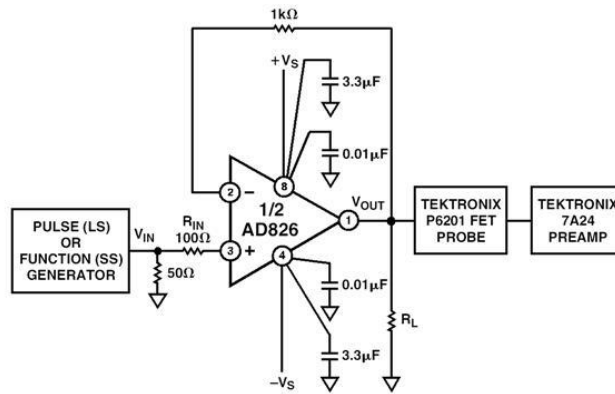 1kΩ
+VS
3.3µF
0.01µF
8
2
−
1/2
AD826
VOUT
1
TEKTRONIX
P6201 FET
PROBE
TEKTRONIX
7A24
PREAMP
PULSE (LS)
OR
FUNCTION (SS)
GENERATOR
VIN
RIN
100Ω
3
+
50Ω
4
0.01µF
RL
3.3µF
−VS